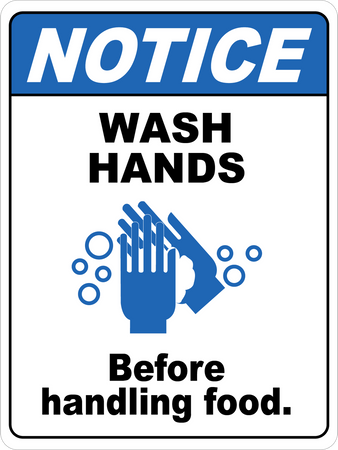 NOTICE
WASH
HANDS
Before
handling food.